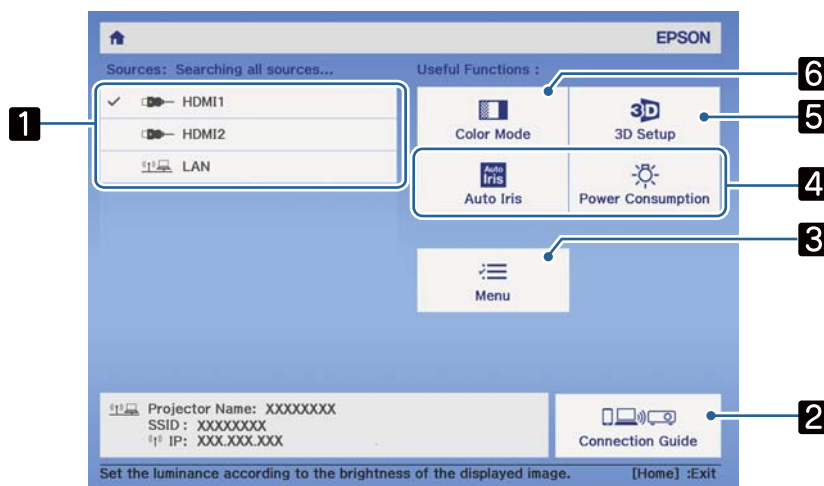 EPSON
Sources: Searching all sources...
Useful Functions :
1
✓ HDMI1
HDMI2
LAN
6
Color Mode
3D
3D Setup
5
Auto
Iris
Auto Iris
Power Consumption
4
3
Menu
Projector Name: XXXXXXXX
SSID : XXXXXXXX
IP: XXX.XXX.XXX
Connection Guide
2
Set the luminance according to the brightness of the displayed image.
[Home] :Exit